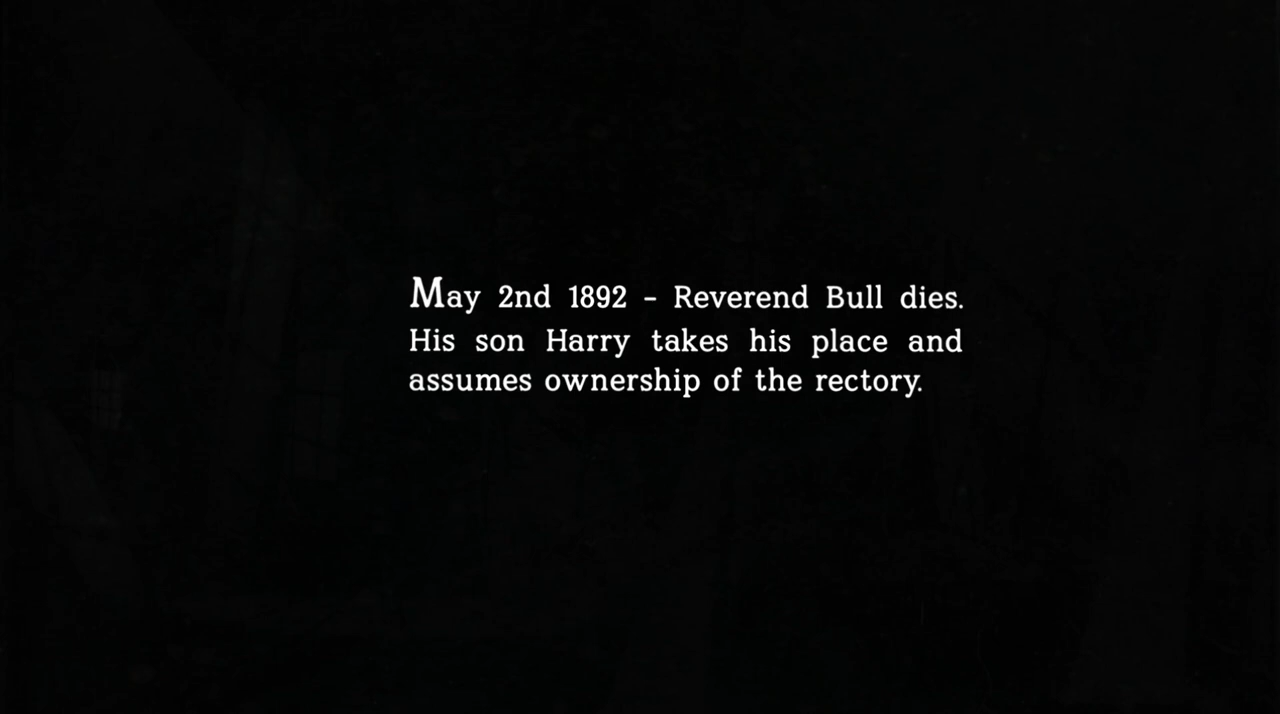 May 2nd 1892 - Reverend Bull dies.
His son Harry takes his place and
assumes ownership of the rectory.